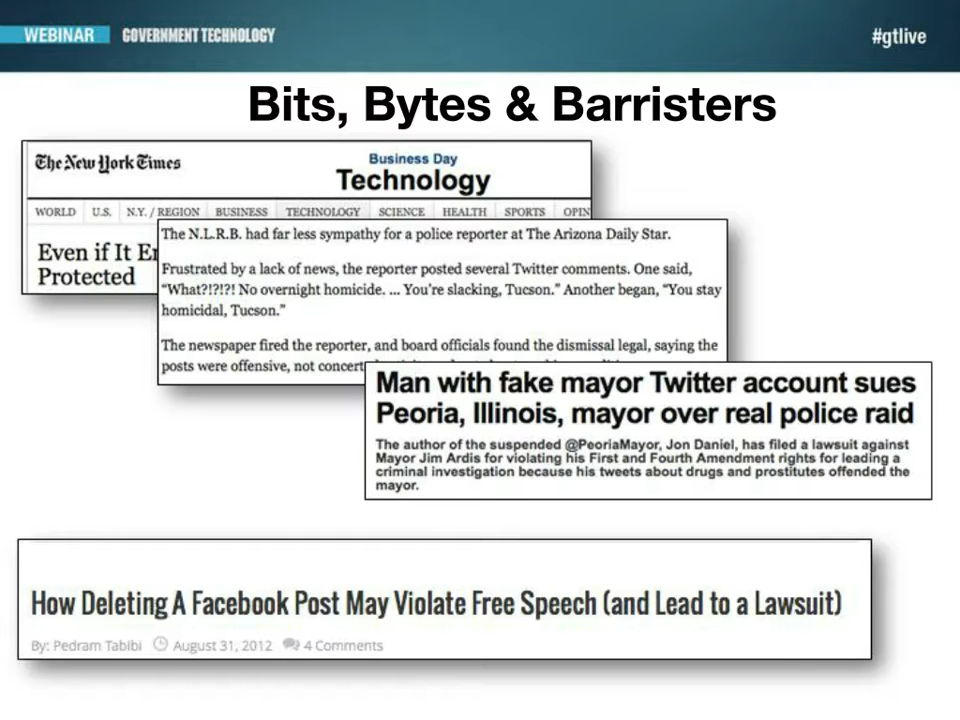 WEBINAR
GOVERNMENT TECHNOLOGY
#gtlive
Bits, Bytes & Barristers
The New York Times
Business Day
Technology
WORLD U.S. N.Y. / REGION BUSINESS TECHNOLOGY SCIENCE HEALTH SPORTS OPIN
Even if It En
Protected
The N.L.R.B. had far less sympathy for a police reporter at The Arizona Daily Star.
Frustrated by a lack of news, the reporter posted several Twitter comments. One said,
“What?!?!?! No overnight homicide. ... You're slacking, Tucson.” Another began, “You stay
homicidal, Tucson.”
The newspaper fired the reporter, and board officials found the dismissal legal, saying the
posts were offensive, not concert
Man with fake mayor Twitter account sues
Peoria, Illinois, mayor over real police raid
The author of the suspended @PeoriaMayor, Jon Daniel, has filed a lawsuit against
Mayor Jim Ardis for violating his First and Fourth Amendment rights for leading a
criminal investigation because his tweets about drugs and prostitutes offended the
mayor.
How Deleting A Facebook Post May Violate Free Speech (and Lead to a Lawsuit)
By: Pedram Tabibi August 31, 2012 4 Comments